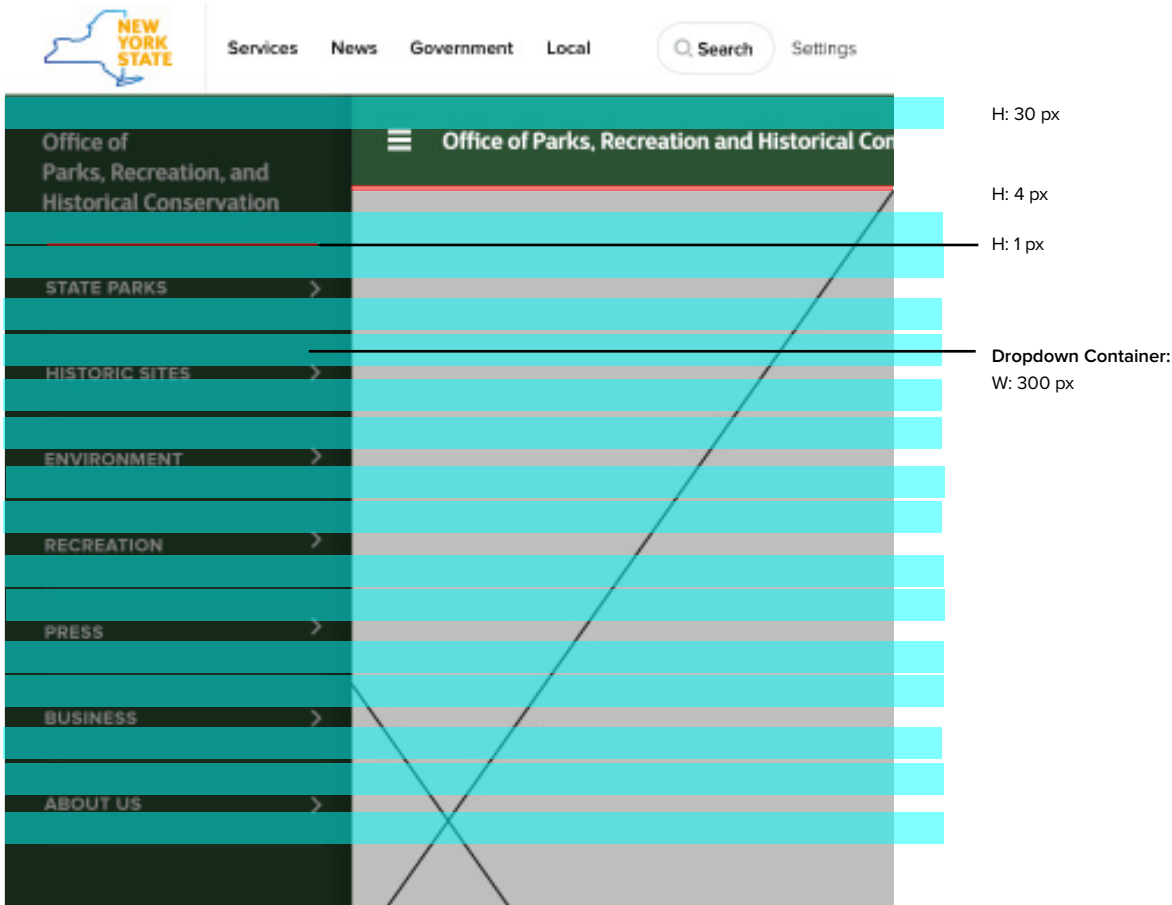 NEW
YORK
STATE
Services
News
Government
Local
Search
Settings
H: 30 px
Office of
Parks, Recreation, and
Historical Conservation
Office of Parks, Recreation and Historical Con
H: 4 px
H: 1 px
STATE PARKS
Dropdown Container:
W: 300 px
HISTORIC SITES
ENVIRONMENT
RECREATION
PRESS
BUSINESS
ABOUT US